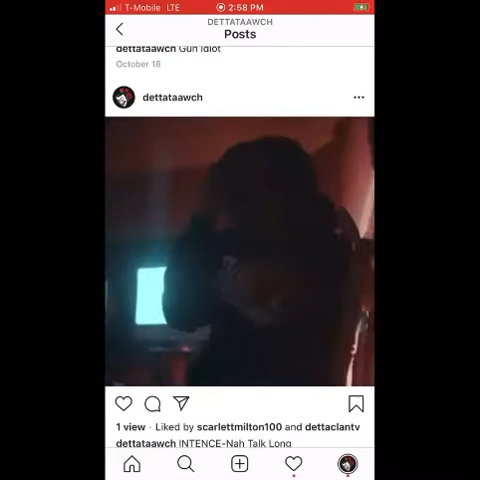 T-Mobile LTE
2:58 PM
DETTATAAWCH
Posts
dettataawch Gun idiot
October 18
dettataawch
1 view · Liked by scarlettmilton100 and dettaclantv
dettataawch INTENCE-Nah Talk Long